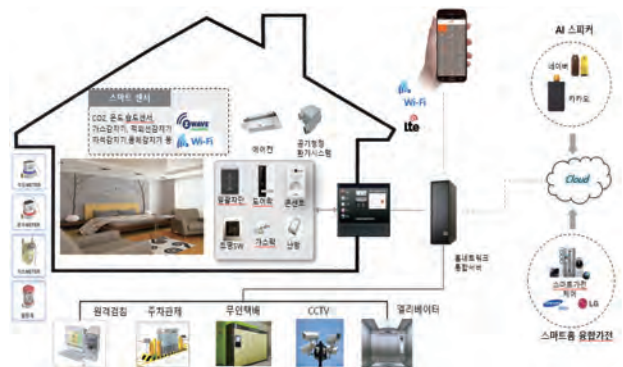 스마트 센서
CO2, 온도 습도센서,
가스감지기, 적외선감지기
자석감지기,동체감지기 등
Z WAVE
Wi-Fi
에어컨
공기청정
환기시스템
Wi-Fi
lte
AI 스피커
네이버
카카오
Cloud
일괄차단
도어락
콘센트
조명SW
가스락
난방
홈네트워크
통합서버
스마트가전
제어
SAMSUNG
LG
스마트홈 융합가전
원격검침
주차관제
무인택배
CCTV
엘리베이터